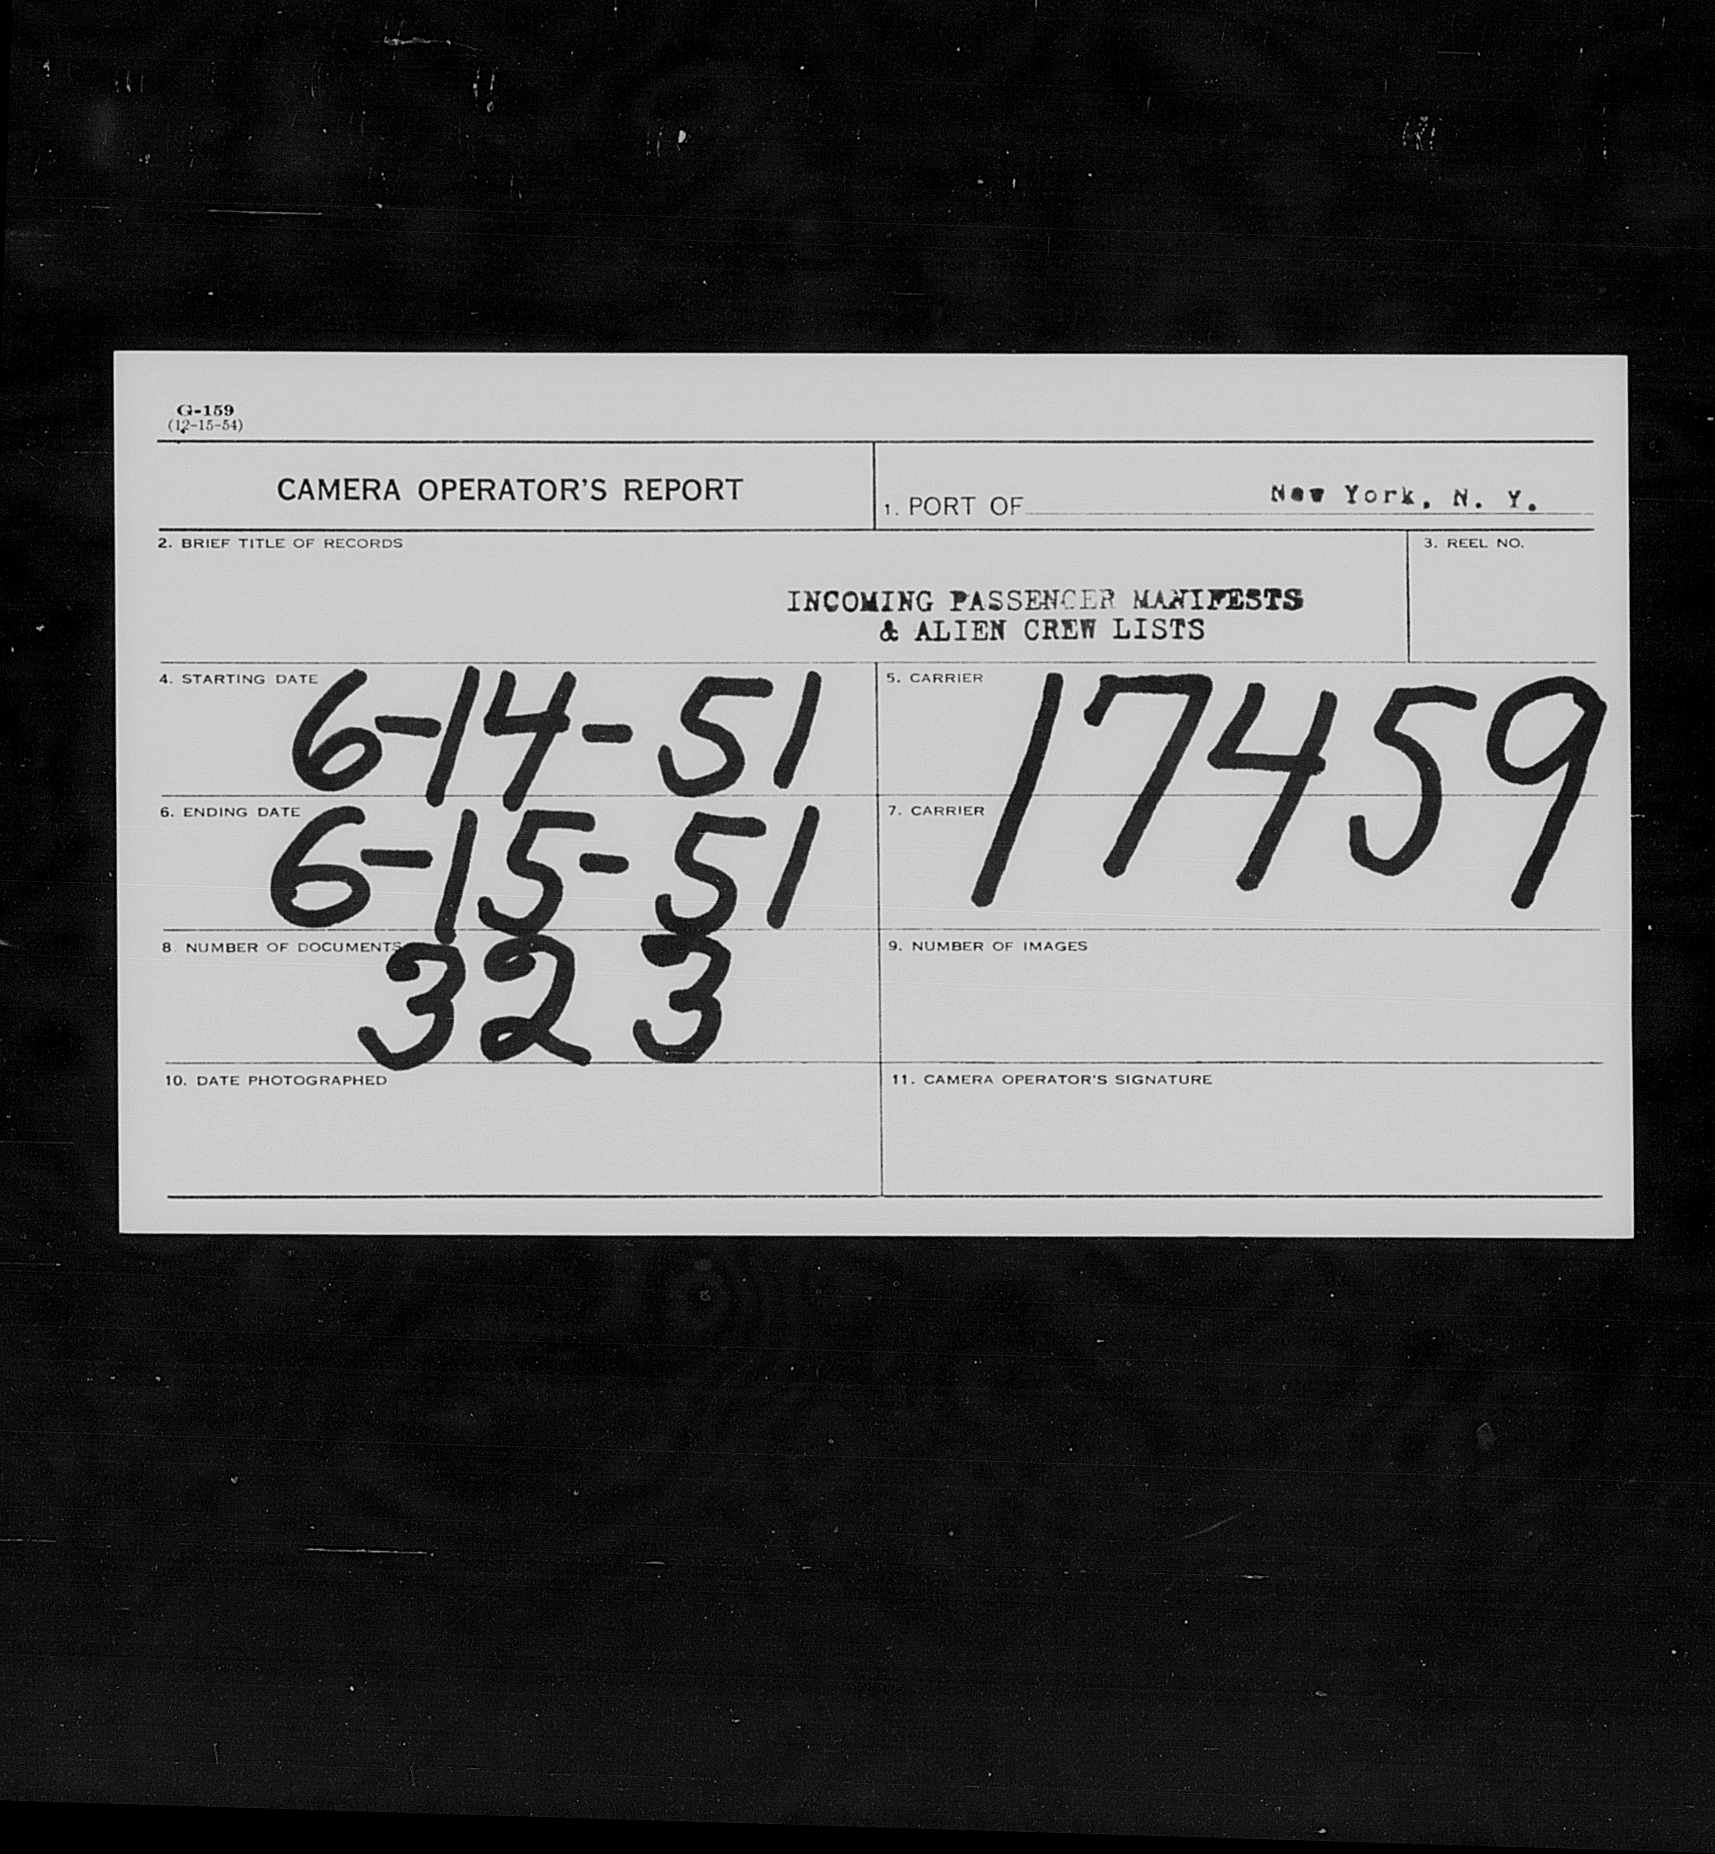 G-159
(12-15-54)
CAMERA OPERATOR'S REPORT
1. PORT OF New York, N. Y.
2. BRIEF TITLE OF RECORDS
3. REEL NO.
INCOMING PASSENGER MANIFESTS
& ALIEN CREW LISTS
4. STARTING DATE 6-14-51
5. CARRIER 17459
6. ENDING DATE 6-15-51
7. CARRIER
8. NUMBER OF DOCUMENTS 323
9. NUMBER OF IMAGES
10. DATE PHOTOGRAPHED
11. CAMERA OPERATOR'S SIGNATURE